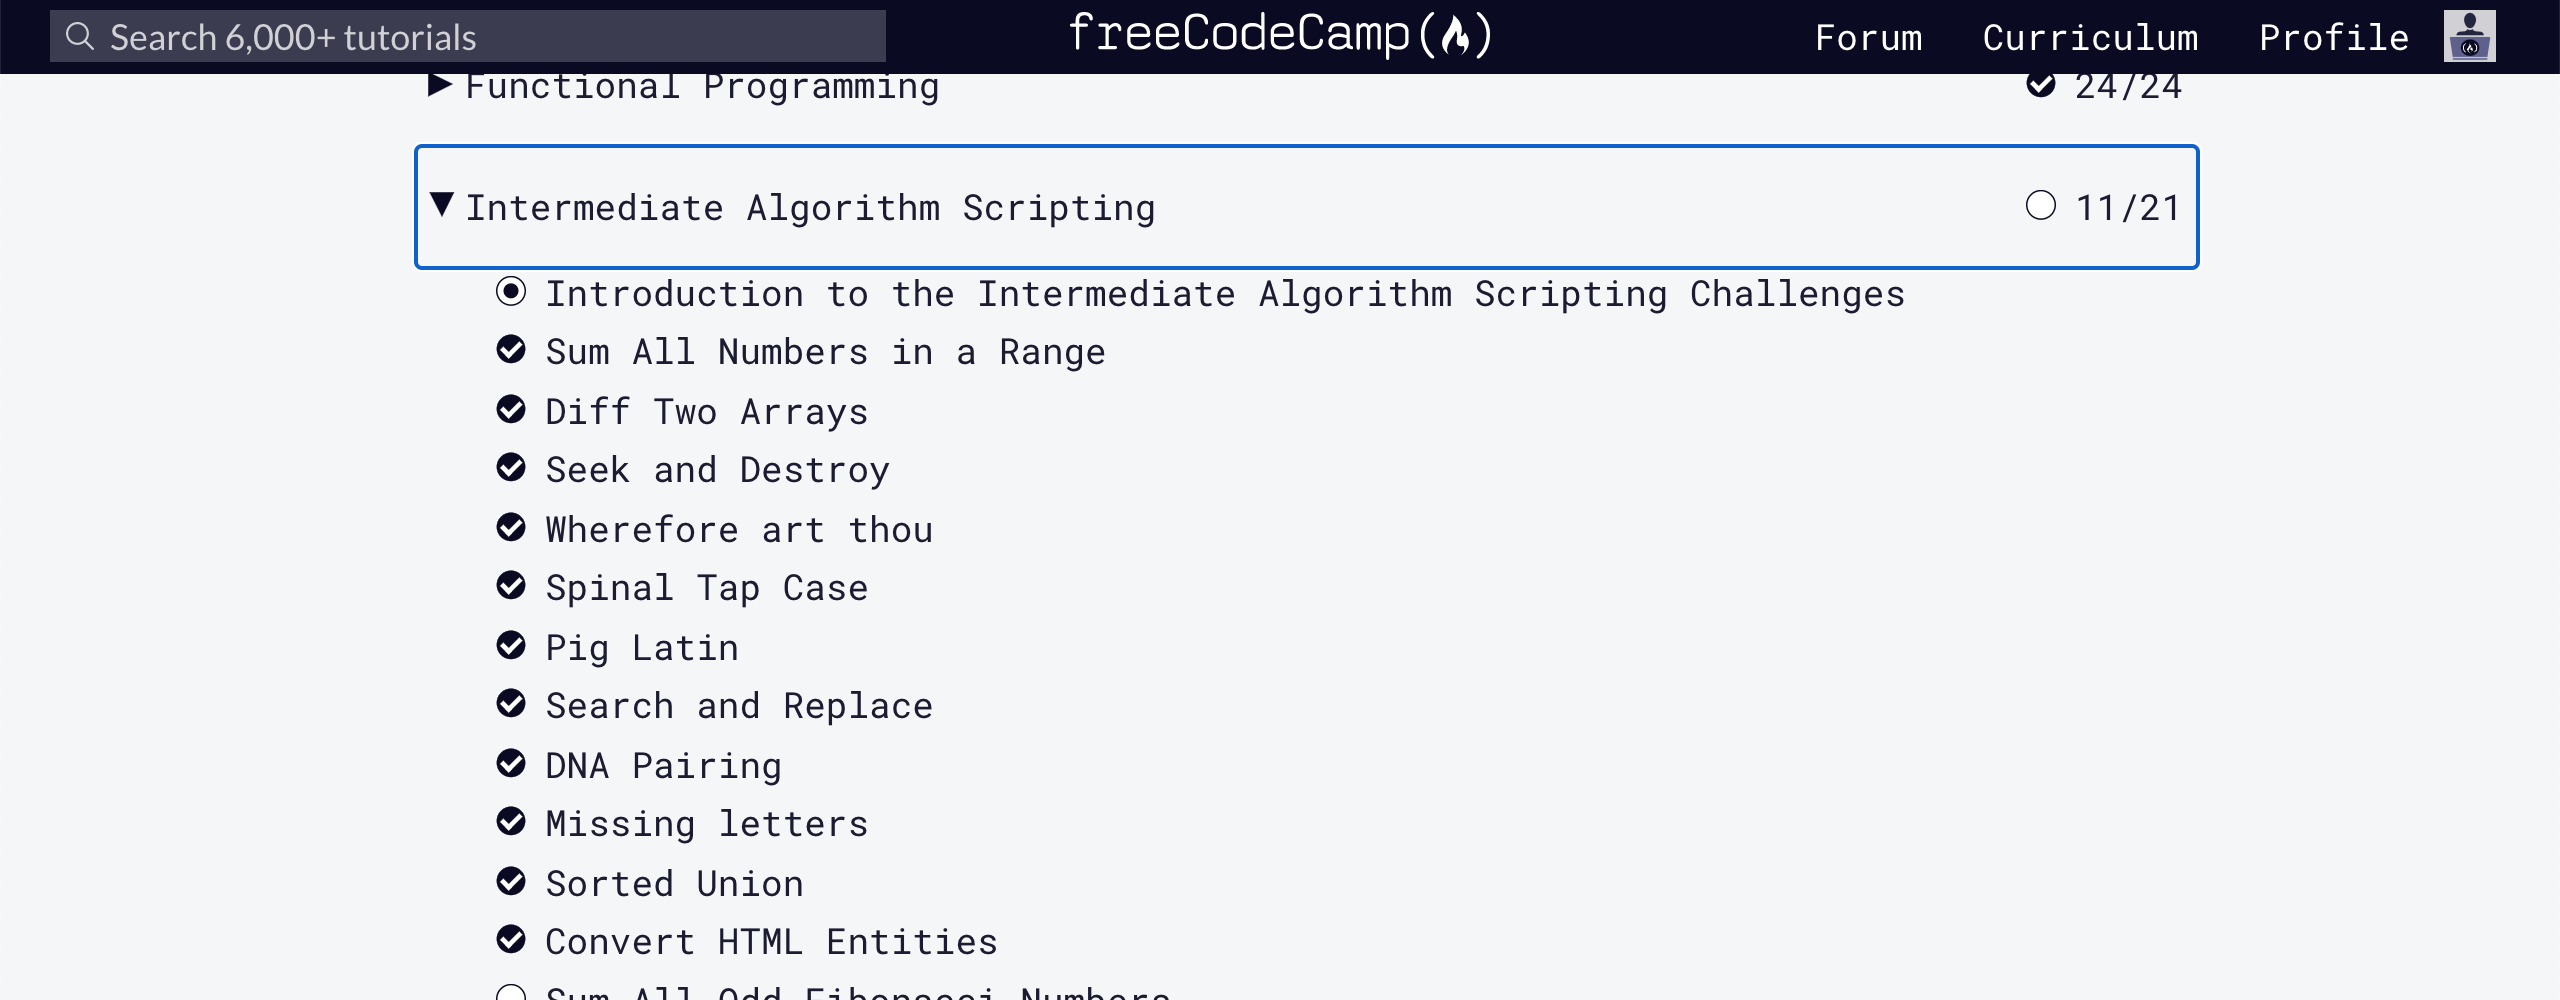 Search 6,000+ tutorials
freeCodeCamp
Forum Curriculum Profile
Functional Programming 24/24
Intermediate Algorithm Scripting 11/21
Introduction to the Intermediate Algorithm Scripting Challenges
Sum All Numbers in a Range
Diff Two Arrays
Seek and Destroy
Wherefore art thou
Spinal Tap Case
Pig Latin
Search and Replace
DNA Pairing
Missing letters
Sorted Union
Convert HTML Entities
Sum All Odd Fibonacci Numbers